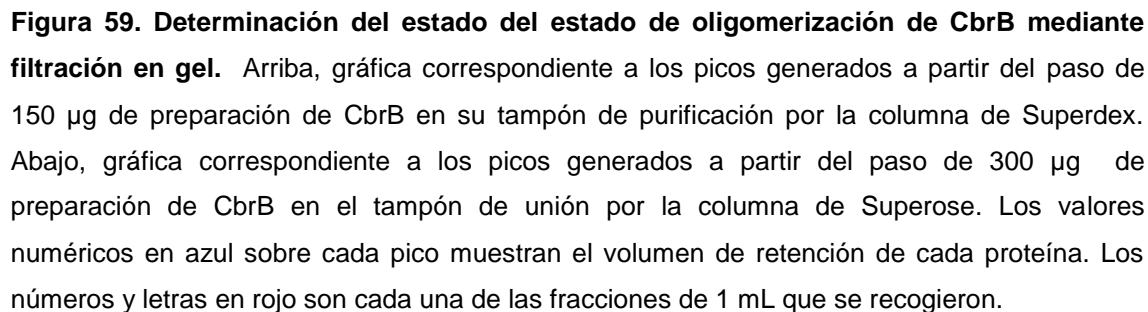 Figura 59. Determinación del estado del estado de oligomerización de CbrB mediante
filtración en gel. Arriba, gráfica correspondiente a los picos generados a partir del paso de
150 µg de preparación de CbrB en su tampón de purificación por la columna de Superdex.
Abajo, gráfica correspondiente a los picos generados a partir del paso de 300 µg de
preparación de CbrB en el tampón de unión por la columna de Superose. Los valores
numéricos en azul sobre cada pico muestran el volumen de retención de cada proteína. Los
números y letras en rojo son cada una de las fracciones de 1 mL que se recogieron.